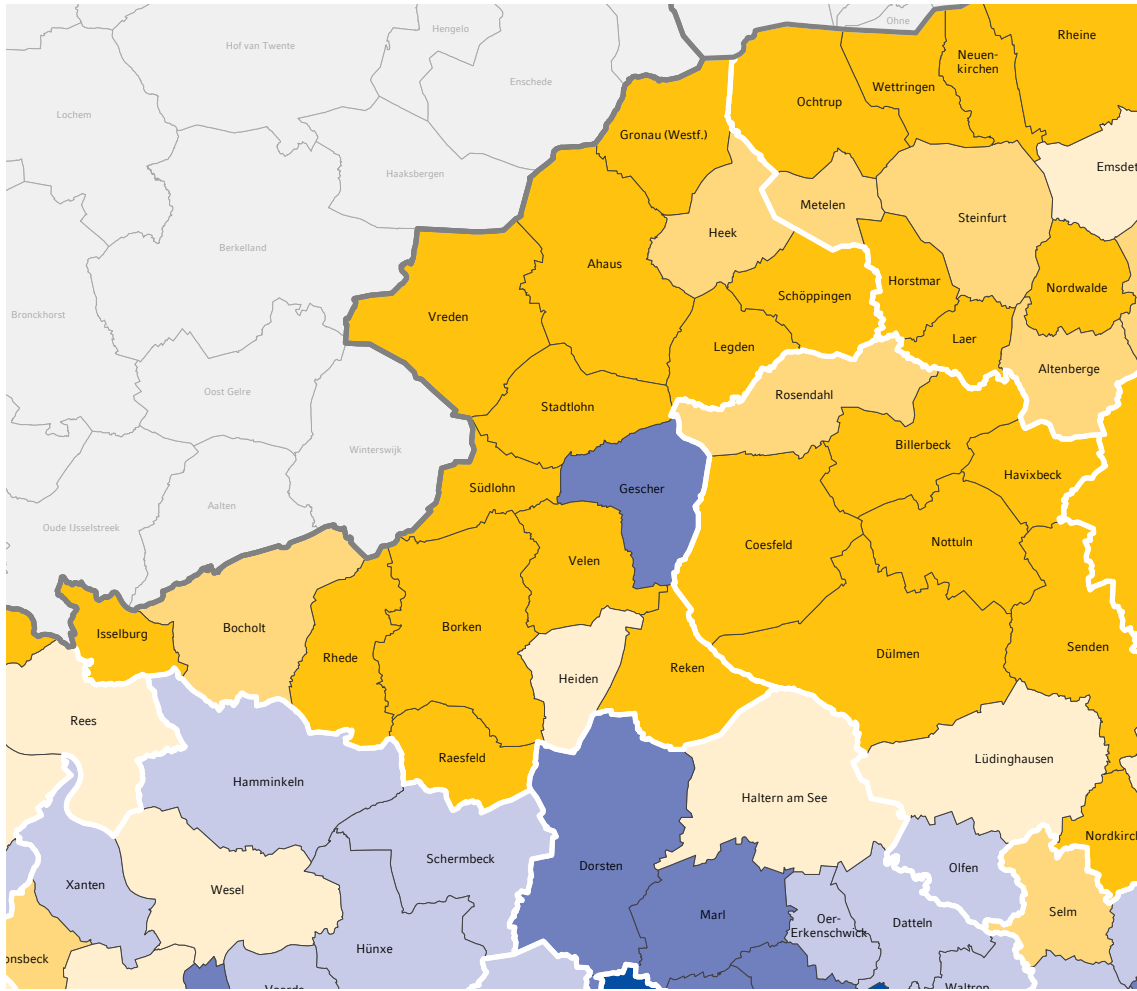 Ohne
Hengelo
Rheine
Hof van Twente
Neuen-
kirchen
Enschede
Wettringen
Ochtrup
Lochem
Gronau (Westf.)
Emsdet
Haaksbergen
Metelen
Steinfurt
Heek
Berkelland
Ahaus
Horstmar
Nordwalde
Schöppingen
Bronckhorst
Vreden
Laer
Legden
Altenberge
Oost Gelre
Rosendahl
Stadtlohn
Billerbeck
Winterswijk
Havixbeck
Südlohn
Gescher
Aalten
Oude IJsselstreek
Nottuln
Coesfeld
Velen
Isselburg
Bocholt
Borken
Senden
Dülmen
Rhede
Reken
Heiden
Rees
Raesfeld
Lüdinghausen
Hamminkeln
Haltern am See
Nordkirch
Schermbeck
Dorsten
Olfen
Xanten
Wesel
Selm
Marl
Oer-
Erkenschwick
Datteln
Hünxe
onsbeck
Voerde
Waltrop